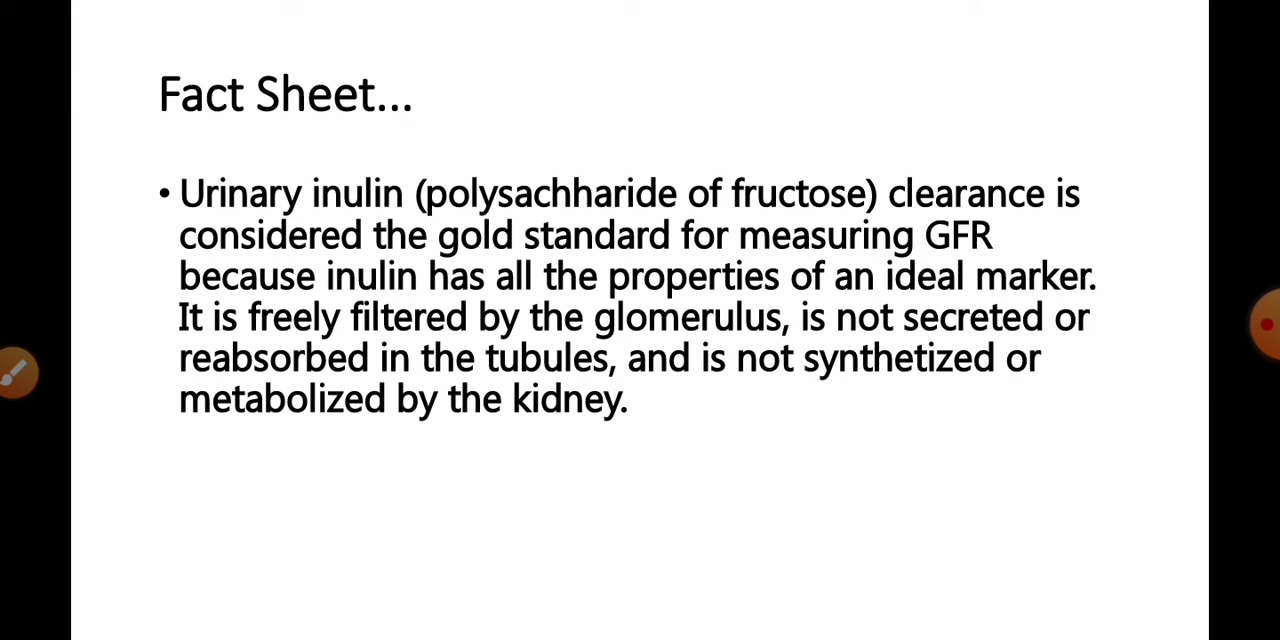 Fact Sheet...
• Urinary inulin (polysachharide of fructose) clearance is
considered the gold standard for measuring GFR
because inulin has all the properties of an ideal marker.
It is freely filtered by the glomerulus, is not secreted or
reabsorbed in the tubules, and is not synthetized or
metabolized by the kidney.